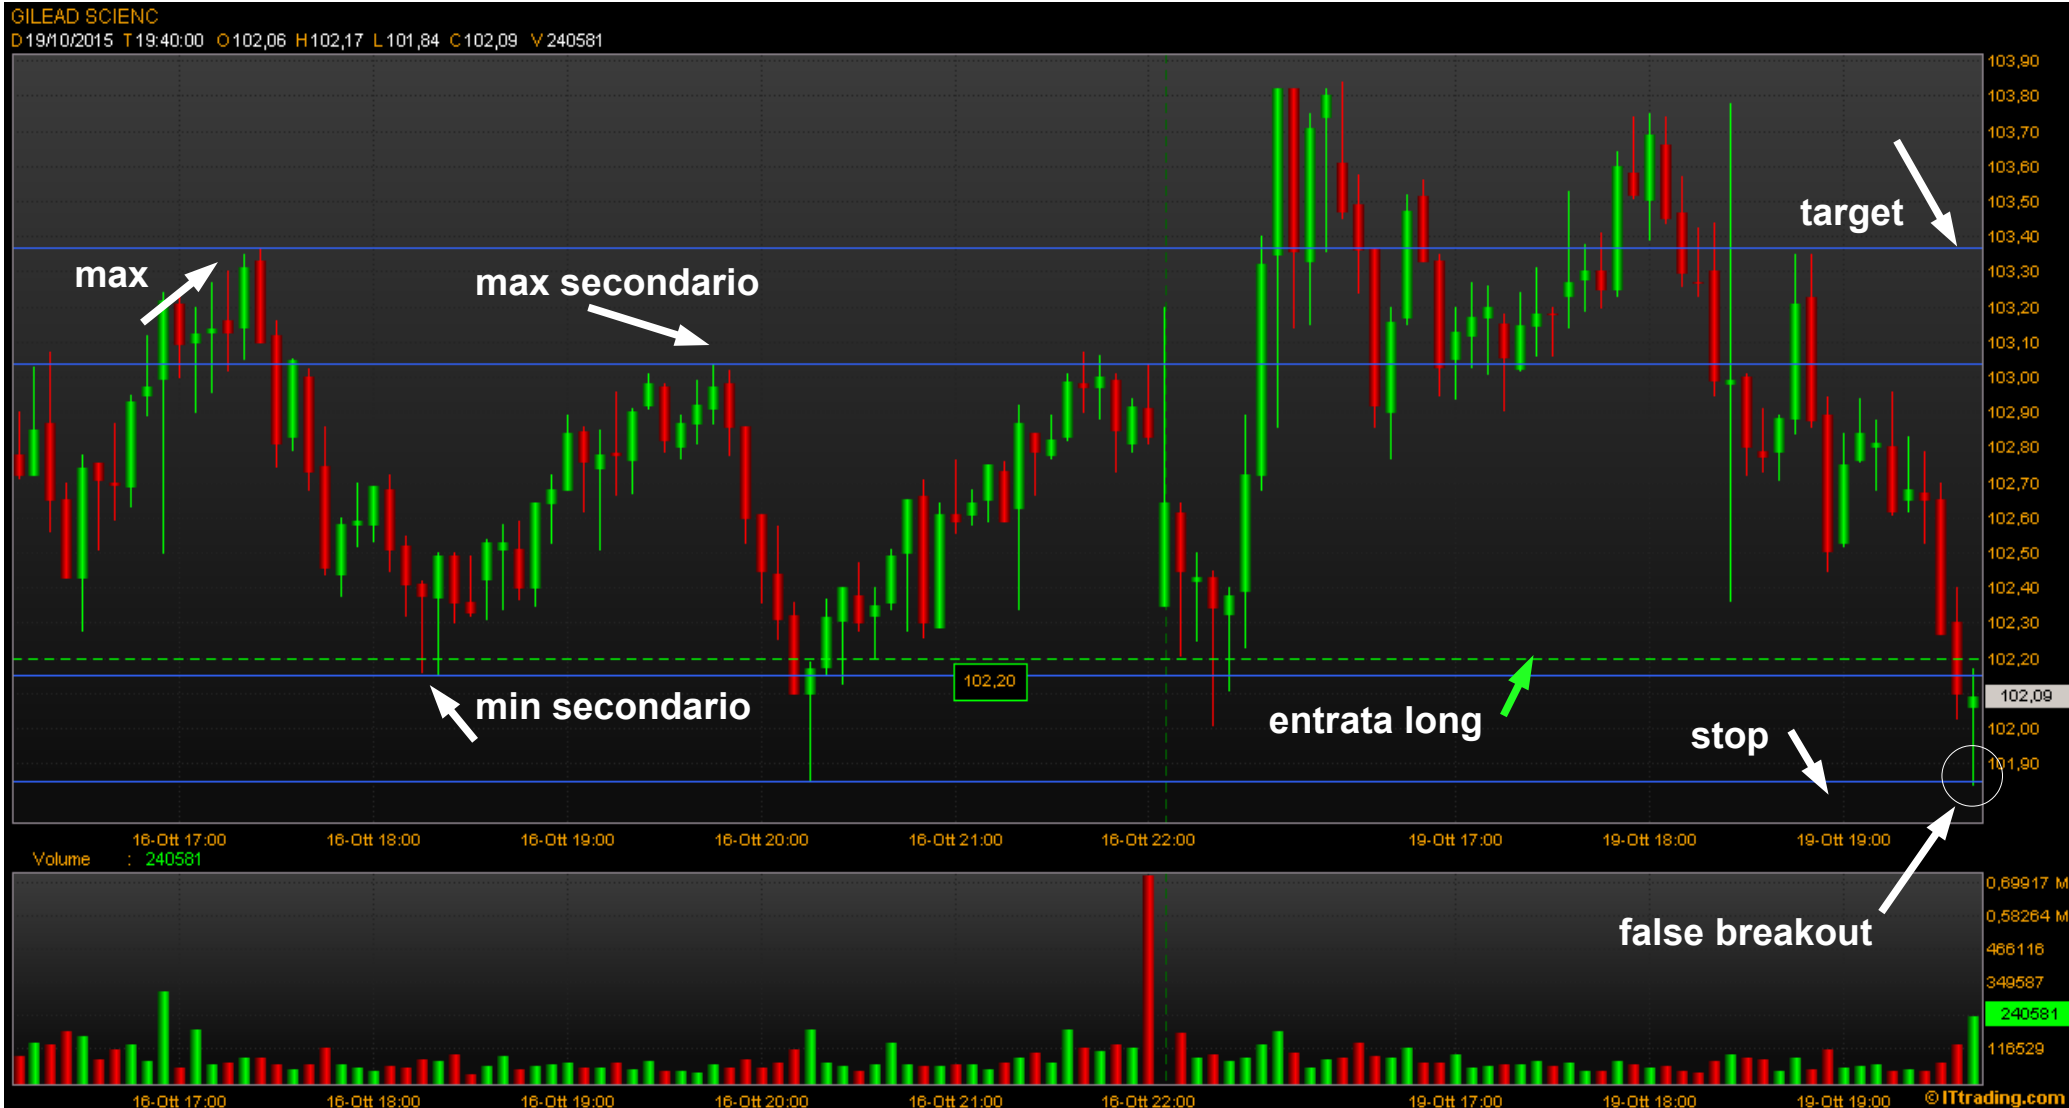 GILEAD SCIENC
D 19/10/2015 T 19:40:00 O 102,06 H 102,17 L 101,84 C 102,09 V 240581
103,90
103,80
103,70
103,60
103,50
103,40
103,30
103,20
103,10
103,00
102,90
102,80
102,70
102,60
102,50
102,40
102,30
102,20
102,09
102,00
101,90
target
max
max secondario
102,20
min secondario
entrata long
stop
16-Ott 17:00 16-Ott 18:00 16-Ott 19:00 16-Ott 20:00 16-Ott 21:00 16-Ott 22:00 19-Ott 17:00 19-Ott 18:00 19-Ott 19:00
Volume : 240581
0,69917 M
0,58264 M
466116
349587
240581
116529
false breakout
16-Ott 17:00 16-Ott 18:00 16-Ott 19:00 16-Ott 20:00 16-Ott 21:00 16-Ott 22:00 19-Ott 17:00 19-Ott 18:00 19-Ott 19:00
© ITtrading.com